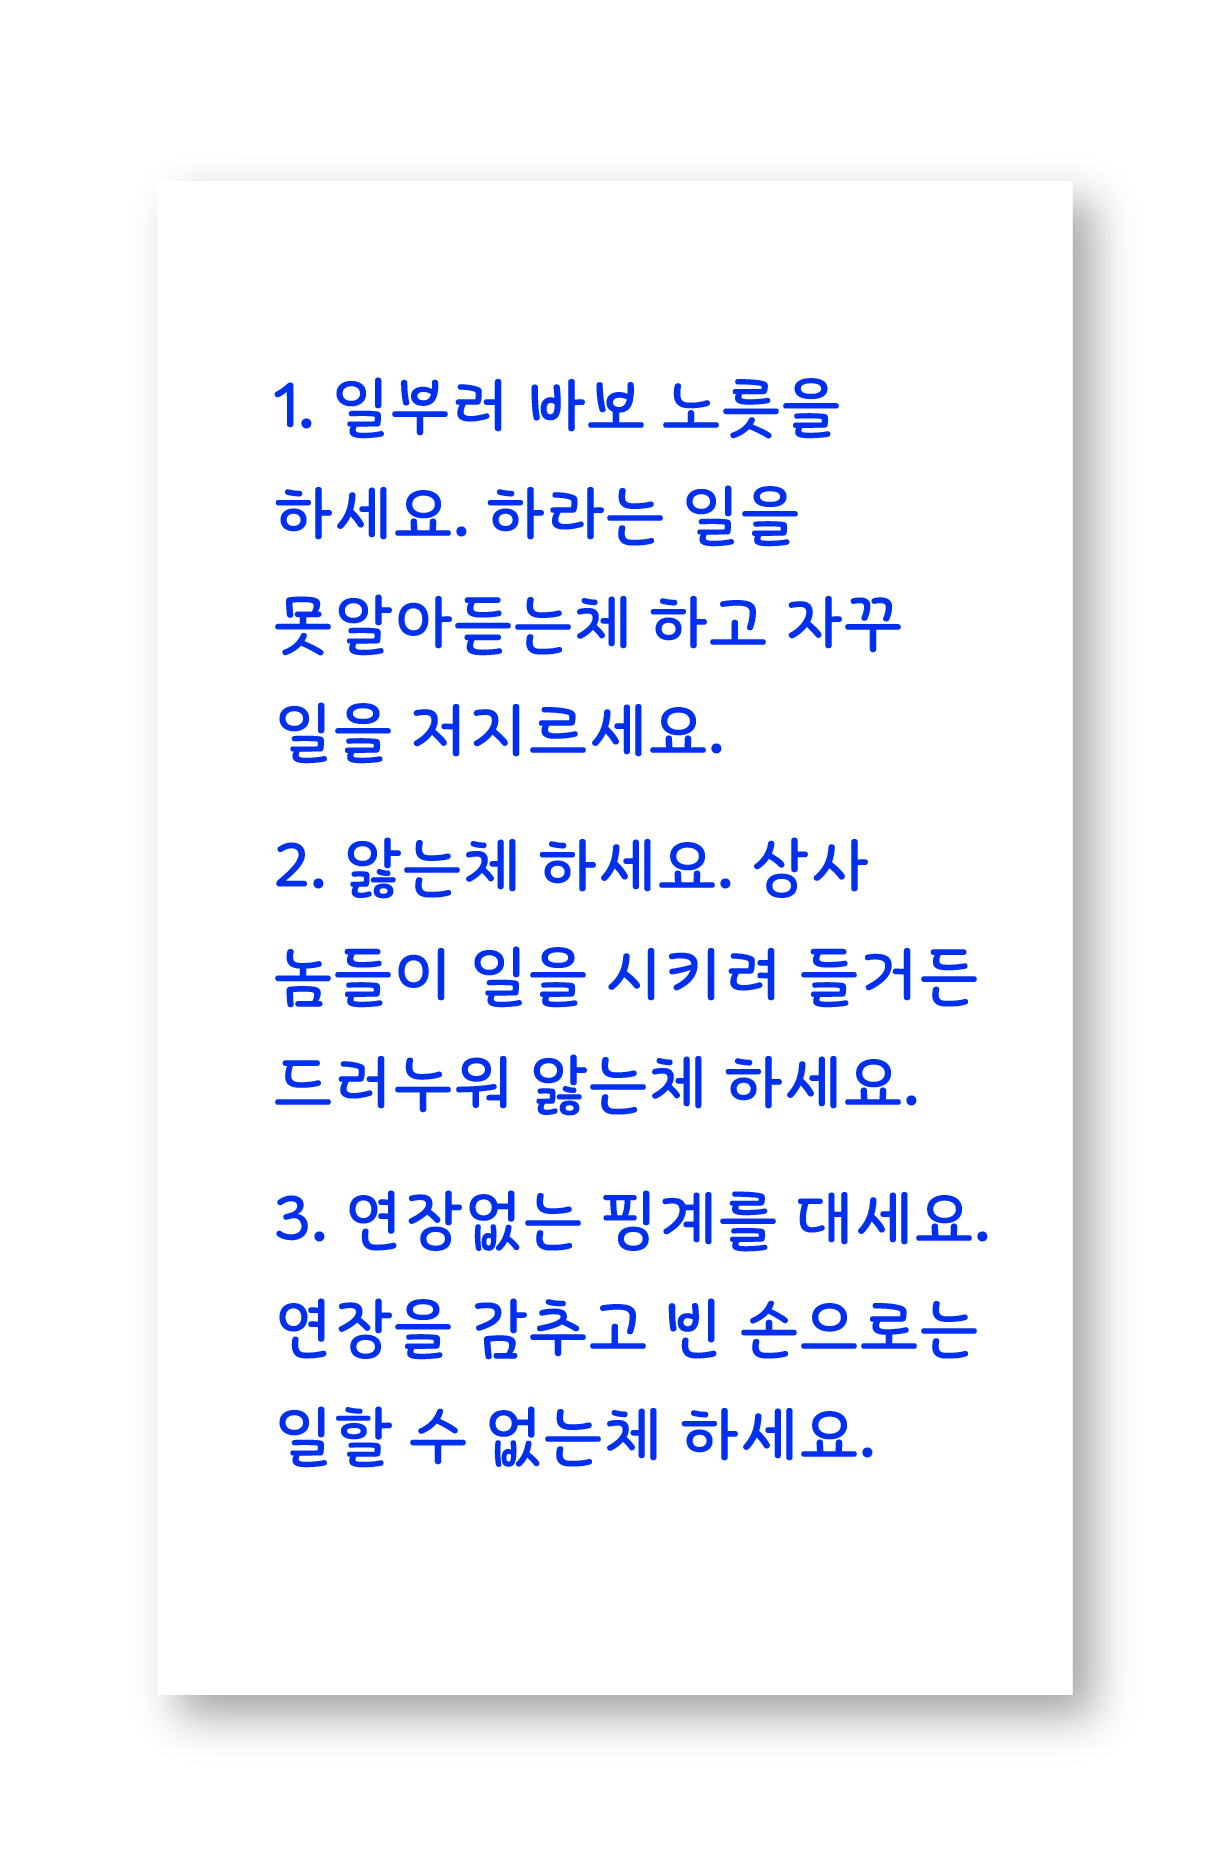 1. 일부러 바보 노릇을
하세요. 하라는 일을
못알아듣는체 하고 자꾸
일을 저지르세요.
2. 앓는체 하세요. 상사
놈들이 일을 시키려 들거든
드러누워 앓는체 하세요.
3. 연장없는 핑계를 대세요.
연장을 감추고 빈 손으로는
일할 수 없는체 하세요.